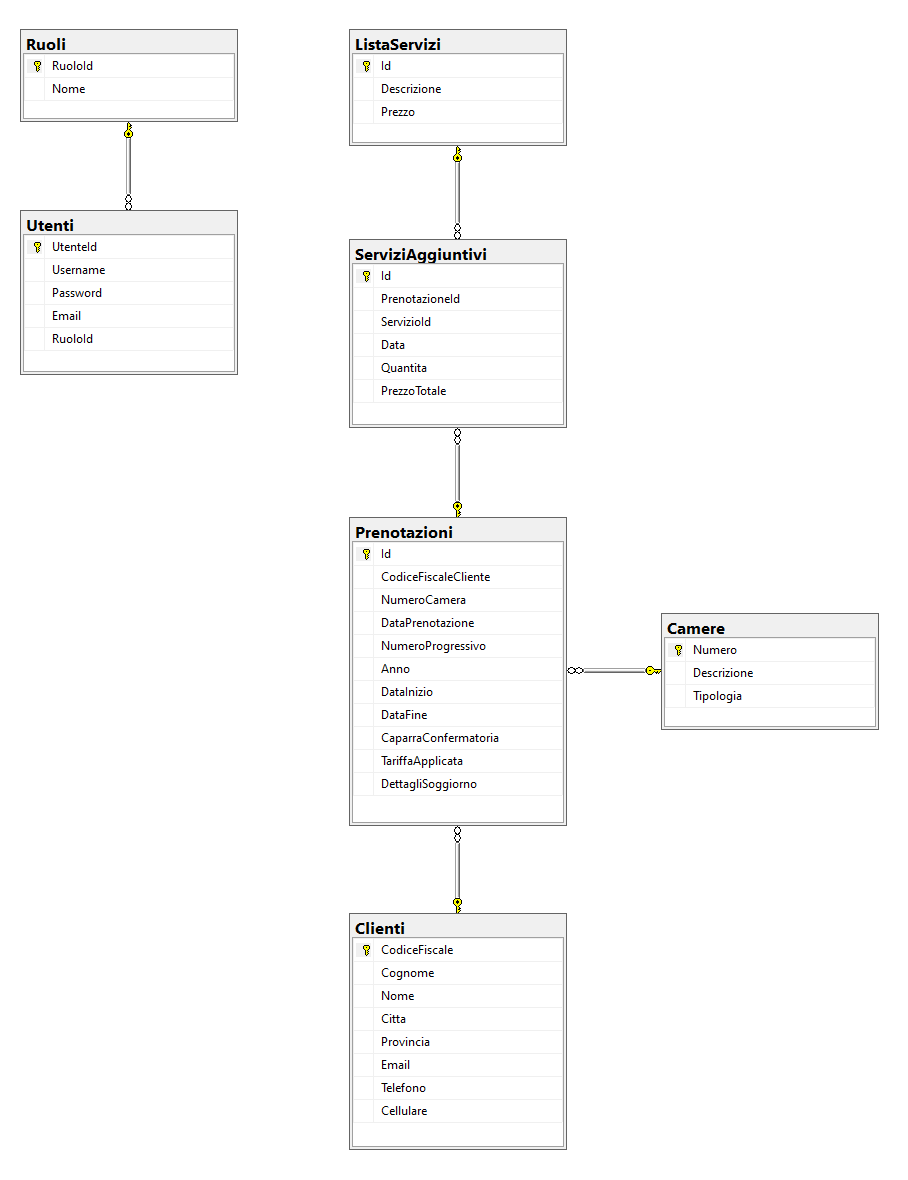 Ruoli
RuoloId
Nome
Utenti
UtenteId
Username
Password
Email
RuoloId
ListaServizi
Id
Descrizione
Prezzo
ServiziAggiuntivi
Id
PrenotazioneId
ServizioId
Data
Quantita
PrezzoTotale
Prenotazioni
Id
CodiceFiscaleCliente
NumeroCamera
DataPrenotazione
NumeroProgressivo
Anno
DataInizio
DataFine
CaparraConfermatoria
TariffaApplicata
DettagliSoggiorno
Camere
Numero
Descrizione
Tipologia
Clienti
CodiceFiscale
Cognome
Nome
Citta
Provincia
Email
Telefono
Cellulare